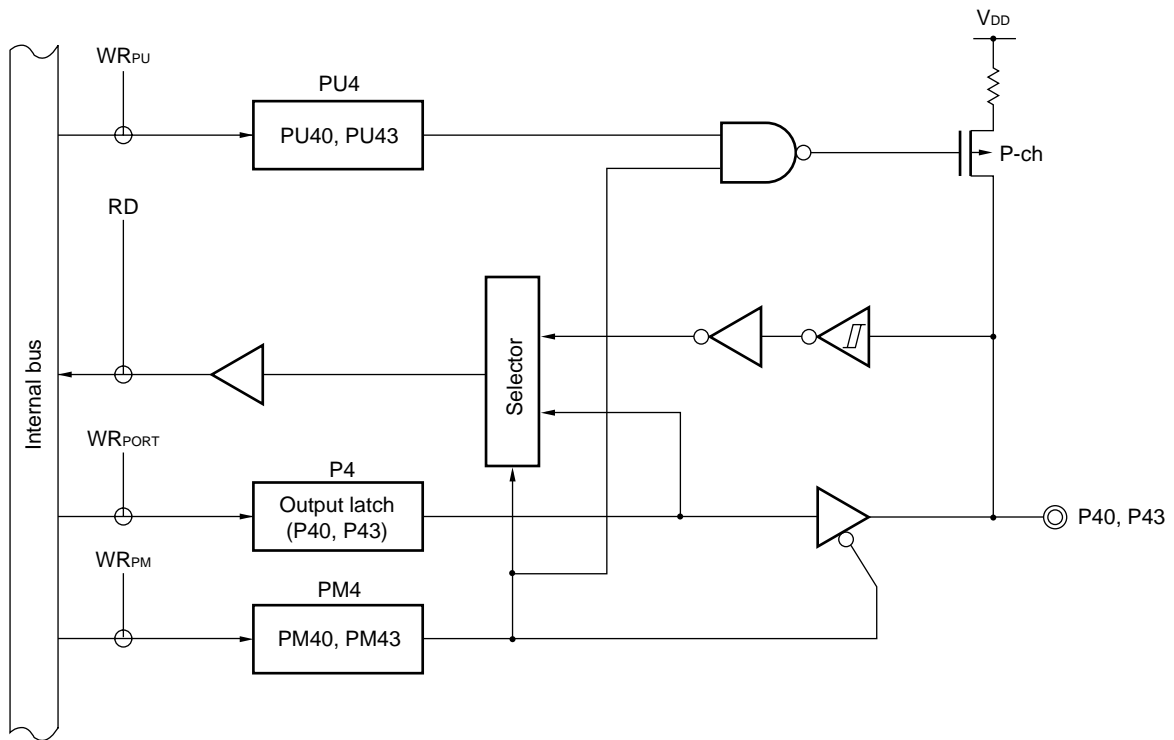 VDD
WRPU
PU4
PU40, PU43
P-ch
RD
Internal bus
Selector
WRPORT
P4
Output latch
(P40, P43)
P40, P43
WRPM
PM4
PM40, PM43